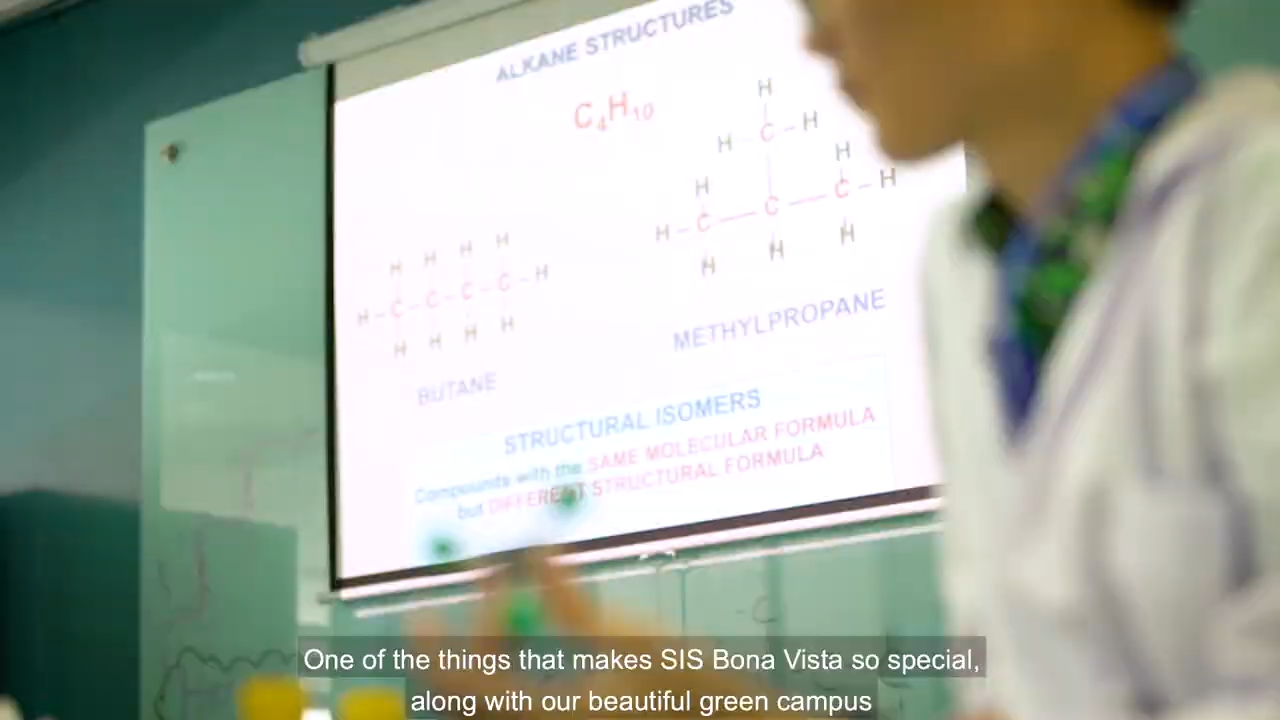 ALKANE STRUCTURES
C₄H₁₀
H
H - C - H
H H
H - C - C - C - H
H H H
H H H H
H - C - C - C - C - H
H H H H
METHYLPROPANE
BUTANE
STRUCTURAL ISOMERS
Compounds with the SAME MOLECULAR FORMULA
but DIFFERENT STRUCTURAL FORMULA
One of the things that makes SIS Bona Vista so special,
along with our beautiful green campus